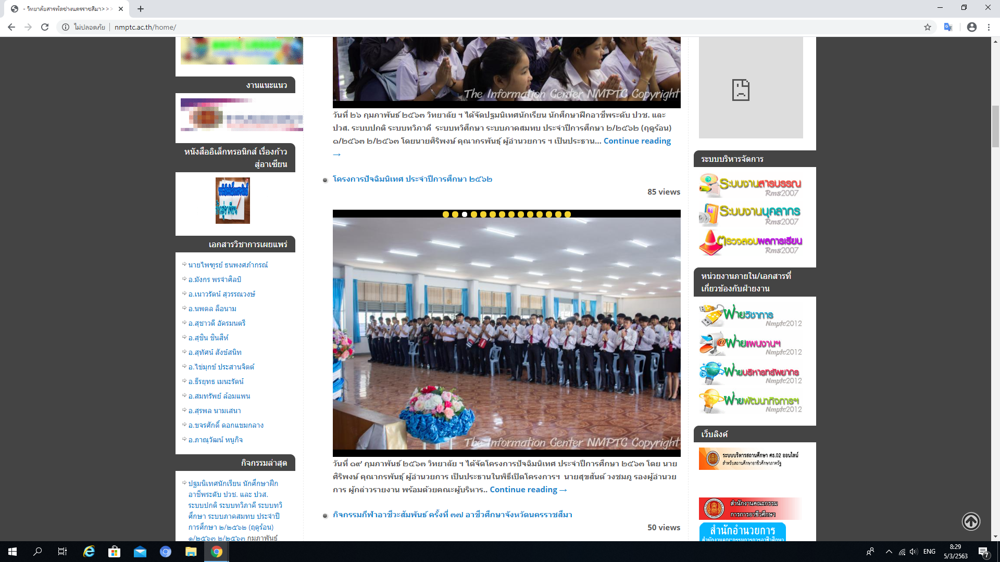 - วิทยาลัยสารพัดช่างนครราชสีมา>>>
ไม่ปลอดภัย
nmptc.ac.th/home/
งานแนะแนว
หนังสืออิเล็กทรอนิกส์ เรื่องก้าว
สู่อาเซียน
เอกสารวิชาการเผยแพร่
นายไพฑูรย์ ธนพงศภ๋ากรณ์
อ.มังกร พรจำศิลป์
อ.เนาวรัตน์ สุวรรณวงษ์
อ.นพดล ลือนาม
อ.สุชาวดี อัครมนตรี
อ.สุชิน ชินสีห์
อ.สุทัศน์ สังข์สนิท
อ.ไข่มุกข์ ประสานจิตต์
อ.ธีรยุทธ เมนะรัตน์
อ.สมทรัพย์ ล้อมแพน
อ.สุรพล นามเสนา
อ.ขจรศักดิ์ ดอกแขมกลาง
อ.ภาณุวัฒน์ หนูกิจ
กิจกรรมล่าสุด
ปฐมนิเทศนักเรียน นักศึกษาฝึก
อาชีพระดับ ปวช. และ ปวส.
ระบบปกติ ระบบทวิภาคี ระบบทวิ
ศึกษา ระบบภาคสมทบ ประจำปี
การศึกษา ๒/๒๕๖๒ (ฤดูร้อน)
๑/๒๕๖๓ ๒/๒๕๖๓ กุมภาพันธ์
The Information Center NMPTC Copyright
วันที่ ๒๖ กุมภาพันธ์ ๒๕๖๓ วิทยาลัย ฯ ได้จัดปฐมนิเทศนักเรียน นักศึกษาฝึกอาชีพระดับ ปวช. และ
ปวส. ระบบปกติ ระบบทวิภาคี ระบบทวิศึกษา ระบบภาคสมทบ ประจำปีการศึกษา ๒/๒๕๖๒ (ฤดูร้อน)
๑/๒๕๖๓ ๒/๒๕๖๓ โดยนายศิริพงษ์ คุณากรพันธุ์ ผู้อำนวยการ ฯ เป็นประธาน... Continue reading
→
โครงการปัจฉิมนิเทศ ประจำปีการศึกษา ๒๕๖๒
85 views
The Information Center NMPTC Copyright
วันที่ ๑๙ กุมภาพันธ์ ๒๕๖๓ วิทยาลัย ฯ ได้จัดโครงการปัจฉิมนิเทศ ประจำปีการศึกษา ๒๕๖๓ โดย นาย
ศิริพงษ์ คุณากรพันธุ์ ผู้อำนวยการ เป็นประธานในพิธีเปิดโครงการฯ นายสุขสันต์ วงชมภู รองผู้อำนวย
การ ผู้กล่าวรายงาน พร้อมด้วยคณะผู้บริหาร.. Continue reading →
กิจกรรมกีฬาอาชีวะสัมพันธ์ ครั้งที่ ๓๗ อาชีวศึกษาจังหวัดนครราชสีมา
50 views
ระบบบริหารจัดการ
ระบบงานสารบรรณ
Rms2007
ระบบงานบุคลากร
Rms2007
ตรวจสอบผลการเรียน
Rms2007
หน่วยงานภายใน/เอกสารที่
เกี่ยวข้องกับฝ่ายงาน
ฝ่ายวิชาการ
Nmptc2012
ฝ่ายแผนงานฯ
Nmptc2012
ฝ่ายบริหารทรัพยากร
Nmptc2012
ฝ่ายพัฒนากิจการฯ
Nmptc2012
เว็บลิงค์
ระบบบริหารสถานศึกษา ศธ.02 ออนไลน์
สำหรับสถานศึกษาอาชีวศึกษาภาครัฐ
สำนักงานคณะกรรม
การการอาชีวศึกษา
สำนักอำนวยการ
สำนักงานคณะกรรมการการอาชีวศึกษา
ENG
8:29
5/3/2563
7